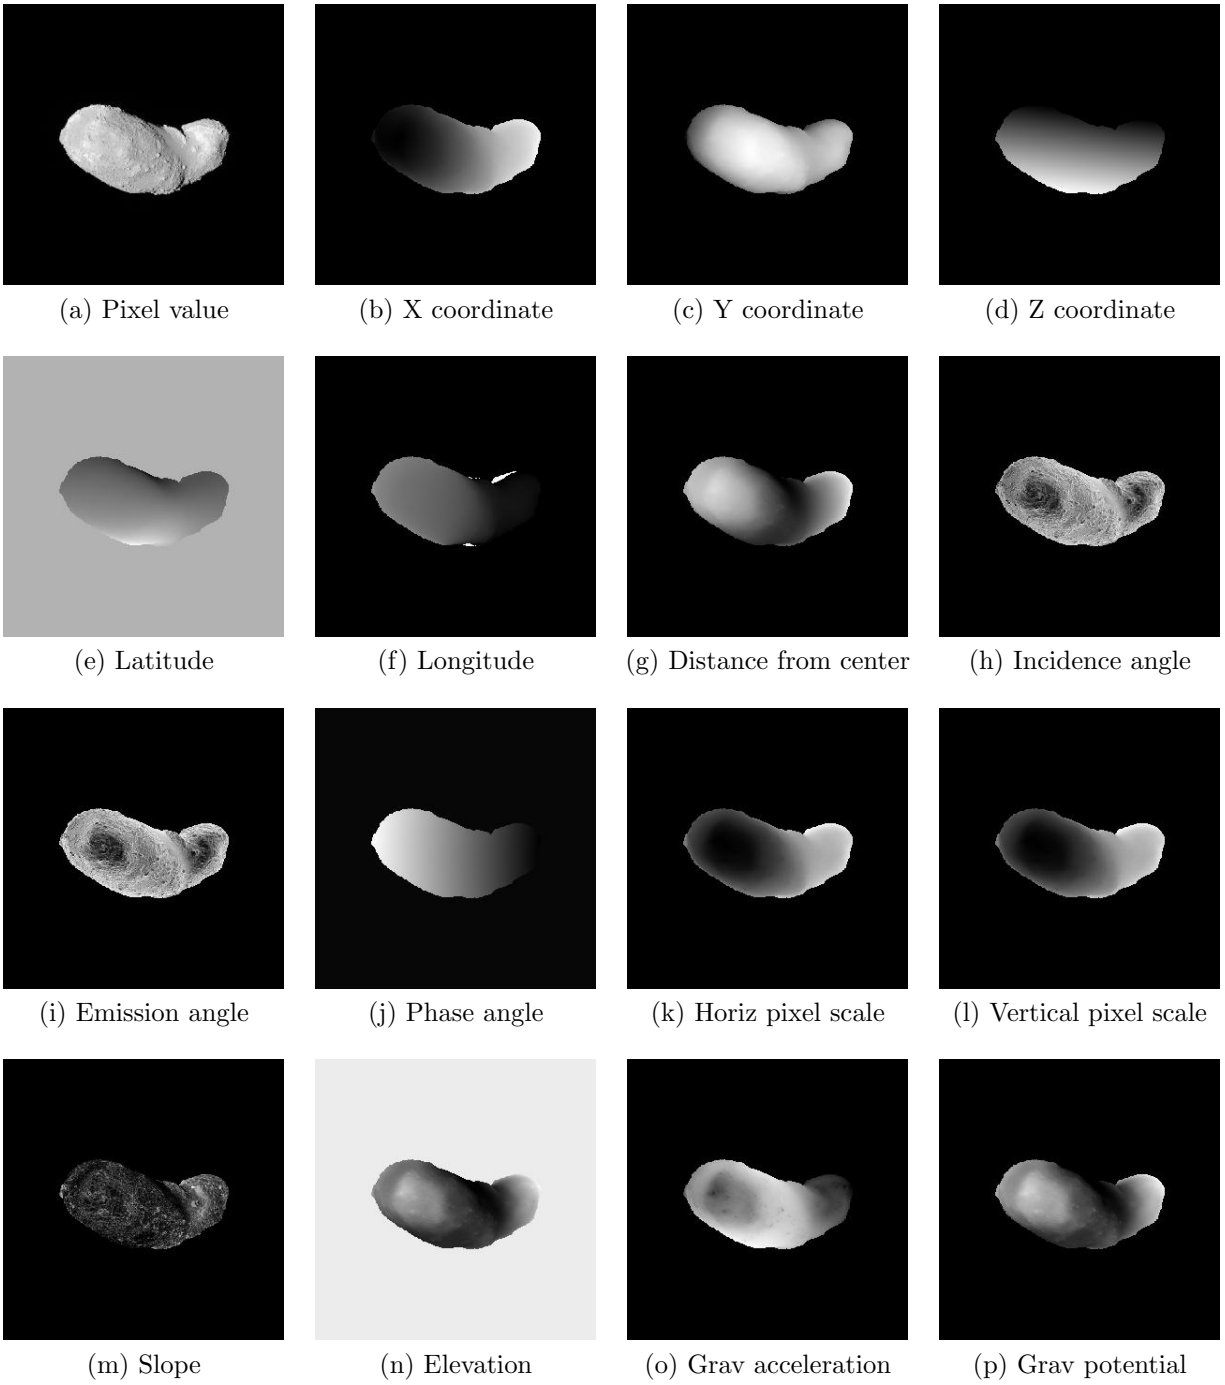 (a) Pixel value
(b) X coordinate
(c) Y coordinate
(d) Z coordinate
(e) Latitude
(f) Longitude
(g) Distance from center
(h) Incidence angle
(i) Emission angle
(j) Phase angle
(k) Horiz pixel scale
(l) Vertical pixel scale
(m) Slope
(n) Elevation
(o) Grav acceleration
(p) Grav potential